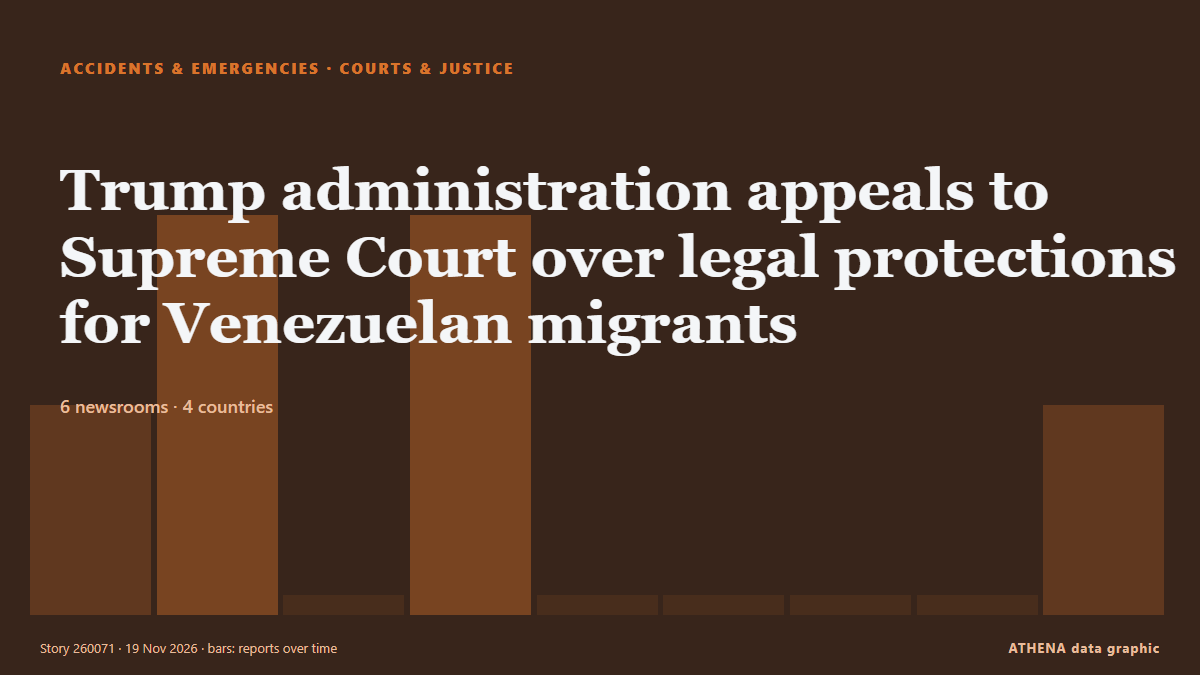 ACCIDENTS & EMERGENCIES · COURTS & JUSTICE
Trump administration appeals to
Supreme Court over legal protections
for Venezuelan migrants
6 newsrooms · 4 countries
Story 260071 · 19 Nov 2026 · bars: reports over time
ATHENA data graphic